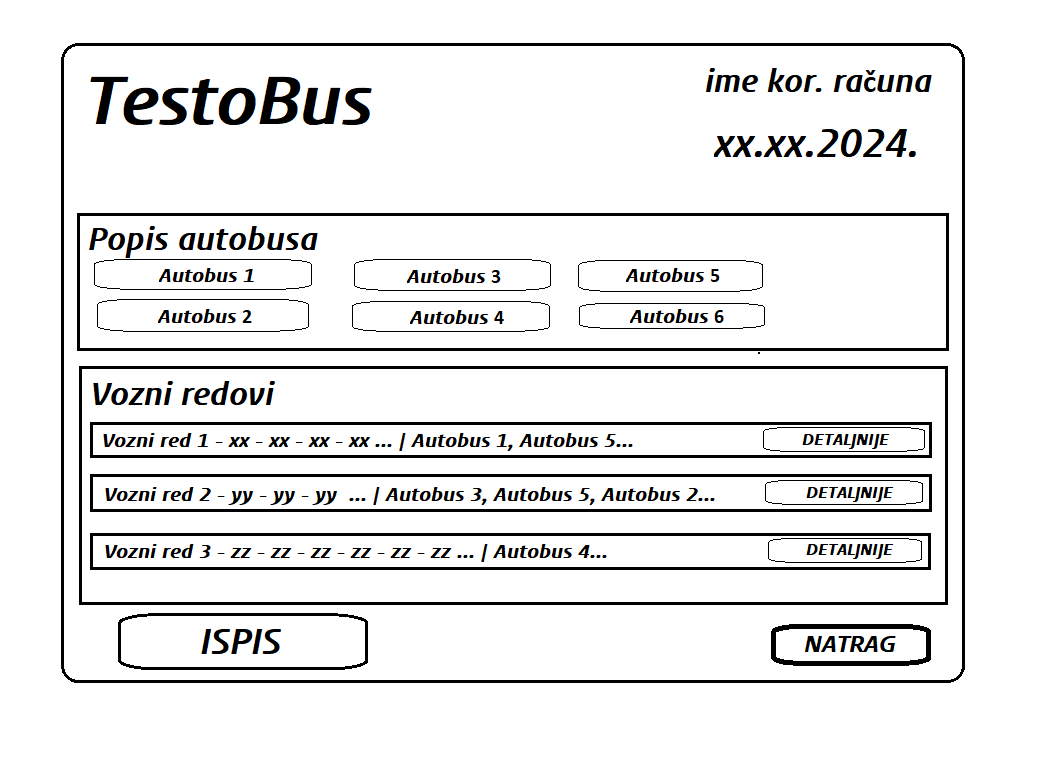 TestoBus
ime kor. računa
xx.xx.2024.
Popis autobusa
Autobus 1
Autobus 3
Autobus 5
Autobus 2
Autobus 4
Autobus 6
Vozni redovi
Vozni red 1 - xx - xx - xx - xx ... | Autobus 1, Autobus 5...
DETALJNIJE
Vozni red 2 - yy - yy - yy ... | Autobus 3, Autobus 5, Autobus 2...
DETALJNIJE
Vozni red 3 - zz - zz - zz - zz - zz - zz ... | Autobus 4...
DETALJNIJE
ISPIS
NATRAG